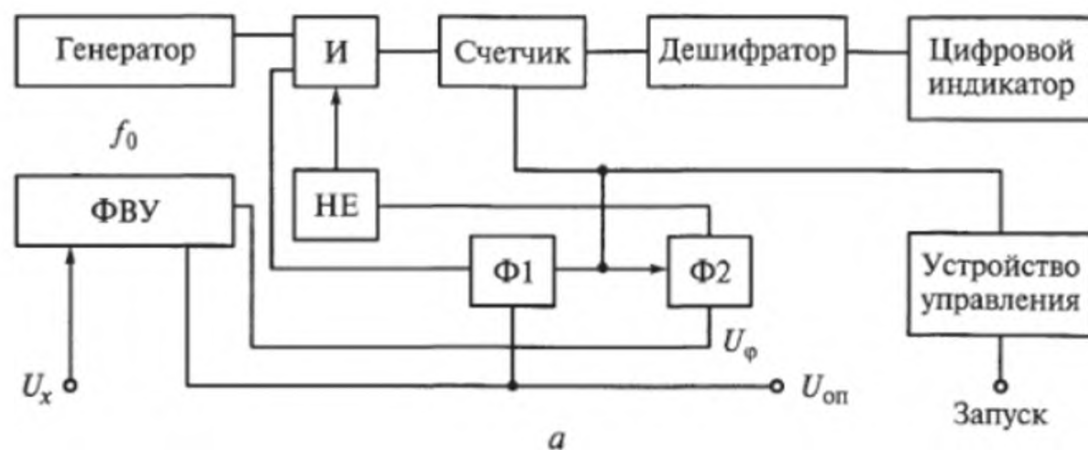 Генератор
И
Счетчик
Дешифратор
Цифровой
индикатор
f₀
ФВУ
НЕ
Ф1
Ф2
Устройство
управления
Uφ
Uₓ
Uоп
Запуск
а